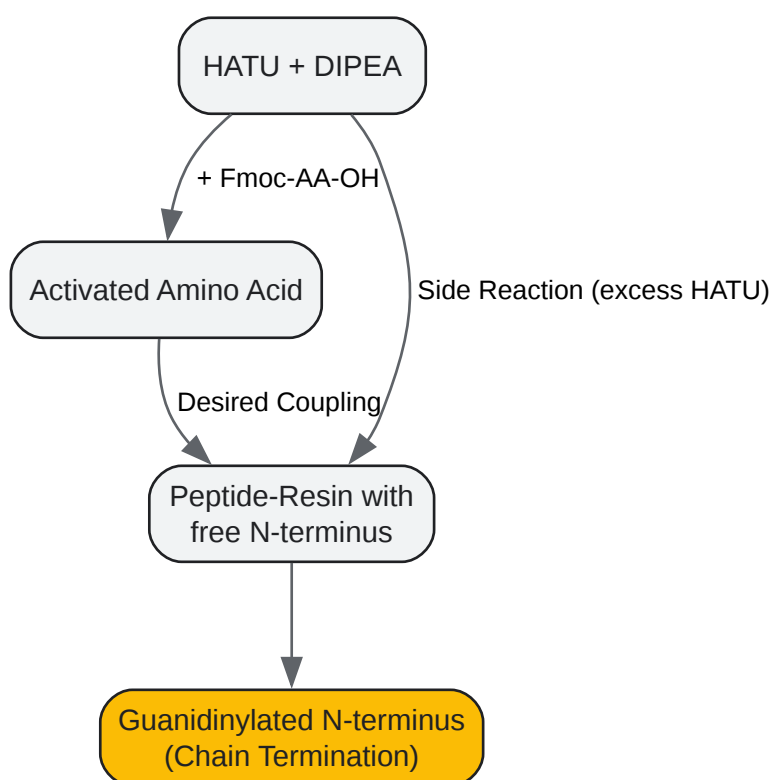 HATU + DIPEA
+ Fmoc-AA-OH
Activated Amino Acid
Side Reaction (excess HATU)
Desired Coupling
Peptide-Resin with
free N-terminus
Guanidinylated N-terminus
(Chain Termination)